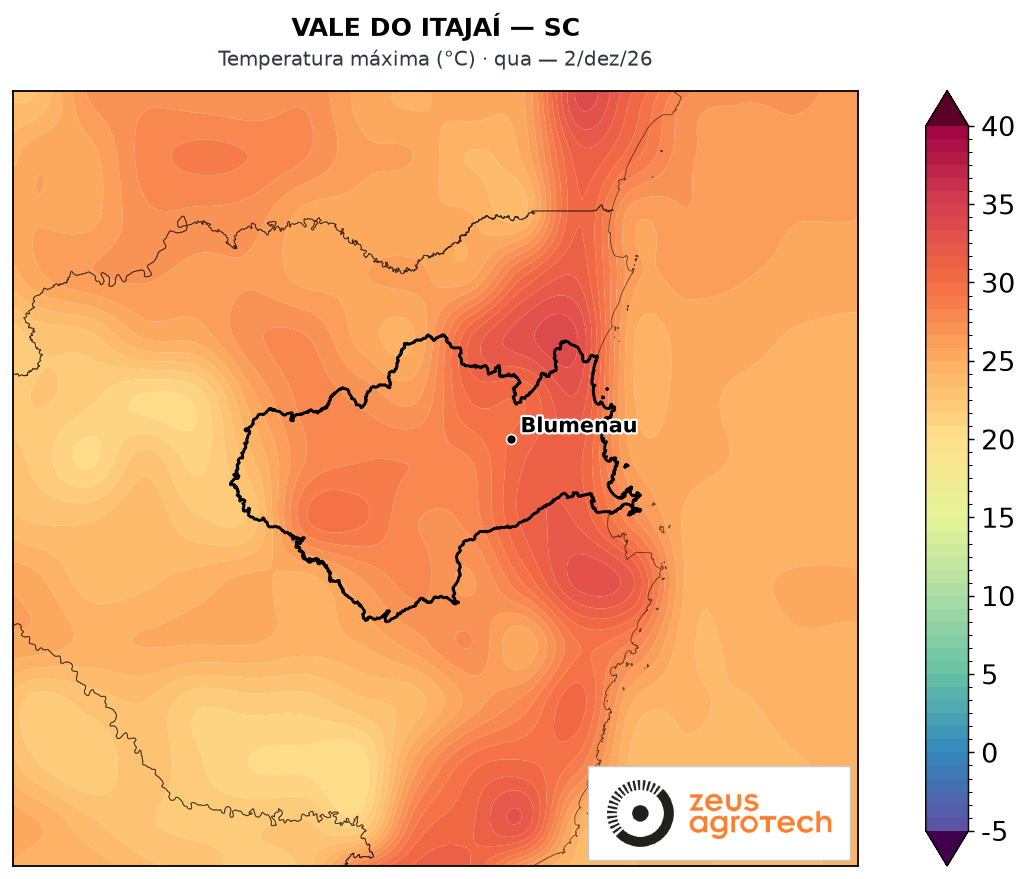 VALE DO ITAJAÍ — SC
Temperatura máxima (°C) · qua — 2/dez/26
Blumenau
40
35
30
25
20
15
10
5
0
-5
zeus
agrotech